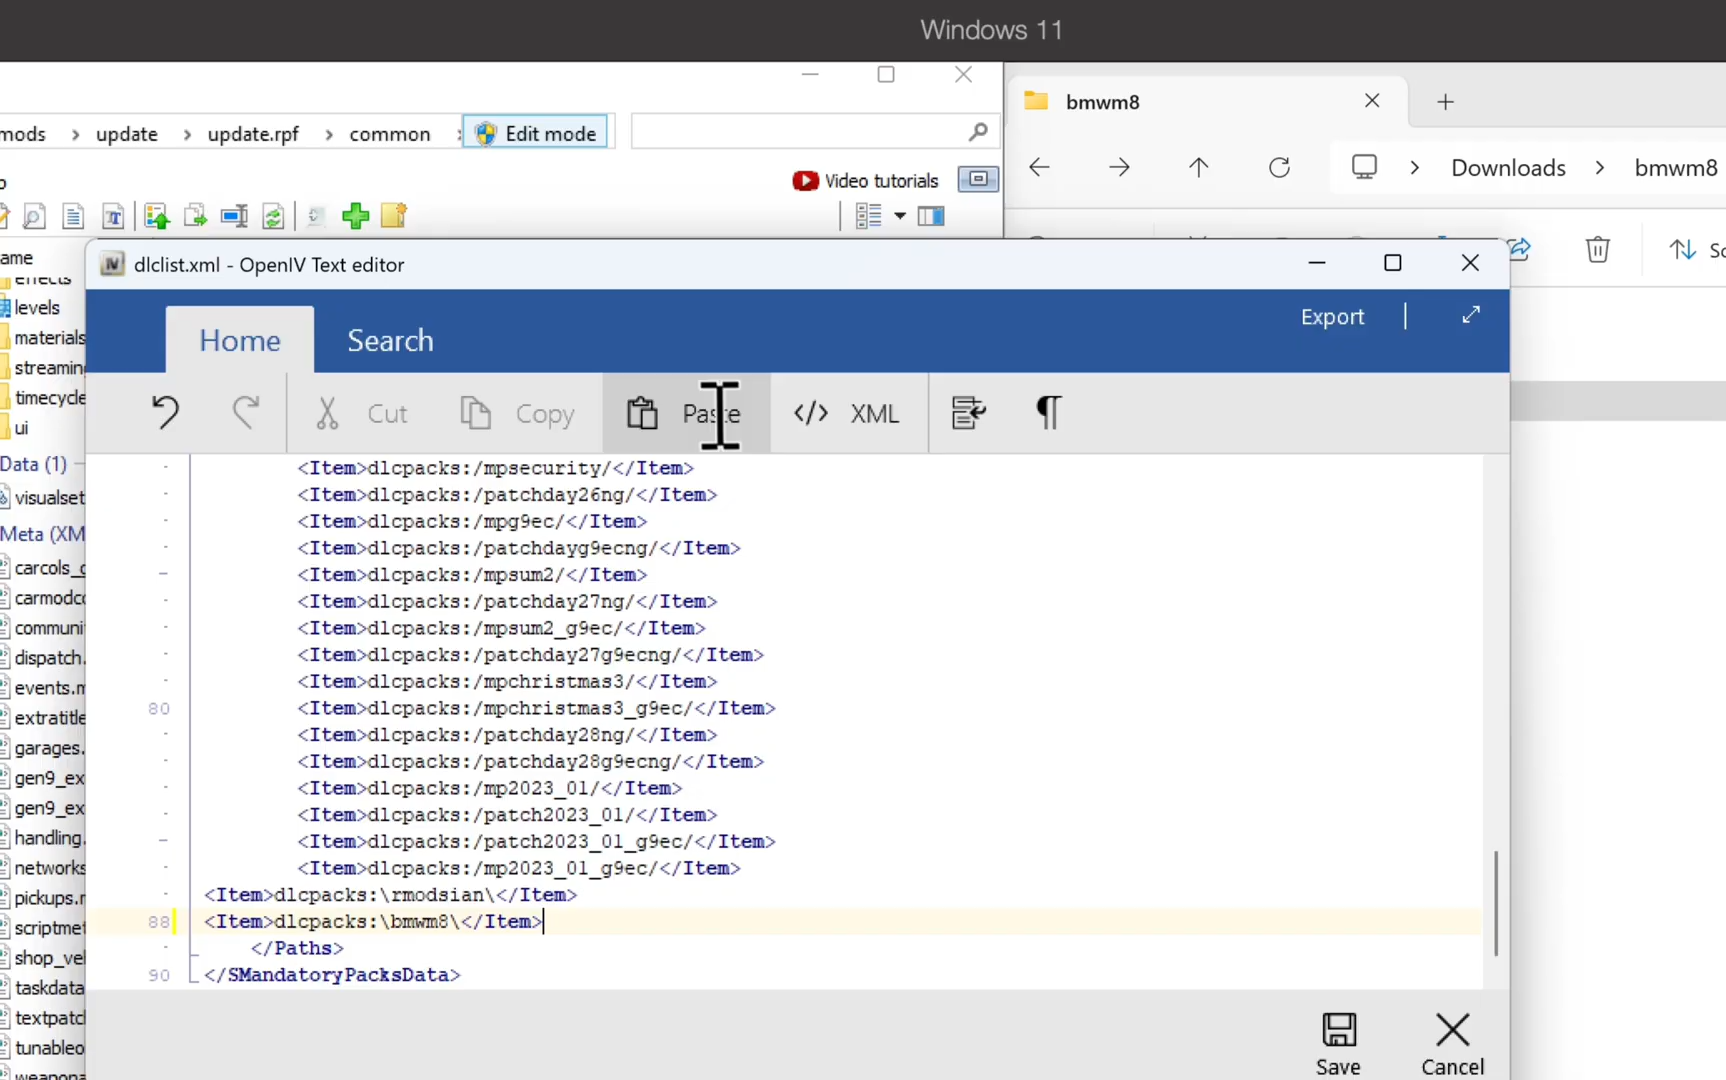 Windows 11
mods > update > update.rpf > common > Edit mode
bmwm8
Downloads > bmwm8
Video tutorials
dlclist.xml - OpenIV Text editor
Export
Home
Search
Cut
Copy
Paste
</> XML
levels
materials
streaming
timecycle
ui
Data (1)
visualset
Meta (XM
carcols_
carmodco
communi
dispatch.
events.m
extratitle
garages.
gen9_ex
gen9_ex
handling.
networks
pickups.m
scriptmet
shop_veh
taskdata
textpatc
tunableo
<Item>dlcpacks:/mpsecurity/</Item>
<Item>dlcpacks:/patchday26ng/</Item>
<Item>dlcpacks:/mpg9ec/</Item>
<Item>dlcpacks:/patchdayg9ecng/</Item>
<Item>dlcpacks:/mpsum2/</Item>
<Item>dlcpacks:/patchday27ng/</Item>
<Item>dlcpacks:/mpsum2_g9ec/</Item>
<Item>dlcpacks:/patchday27g9ecng/</Item>
<Item>dlcpacks:/mpchristmas3/</Item>
80 <Item>dlcpacks:/mpchristmas3_g9ec/</Item>
<Item>dlcpacks:/patchday28ng/</Item>
<Item>dlcpacks:/patchday28g9ecng/</Item>
<Item>dlcpacks:/mp2023_01/</Item>
<Item>dlcpacks:/patch2023_01/</Item>
<Item>dlcpacks:/patch2023_01_g9ec/</Item>
<Item>dlcpacks:/mp2023_01_g9ec/</Item>
<Item>dlcpacks:\rmodsian\</Item>
88 <Item>dlcpacks:\bmwm8\</Item>
</Paths>
90 </SMandatoryPacksData>
Save
Cancel